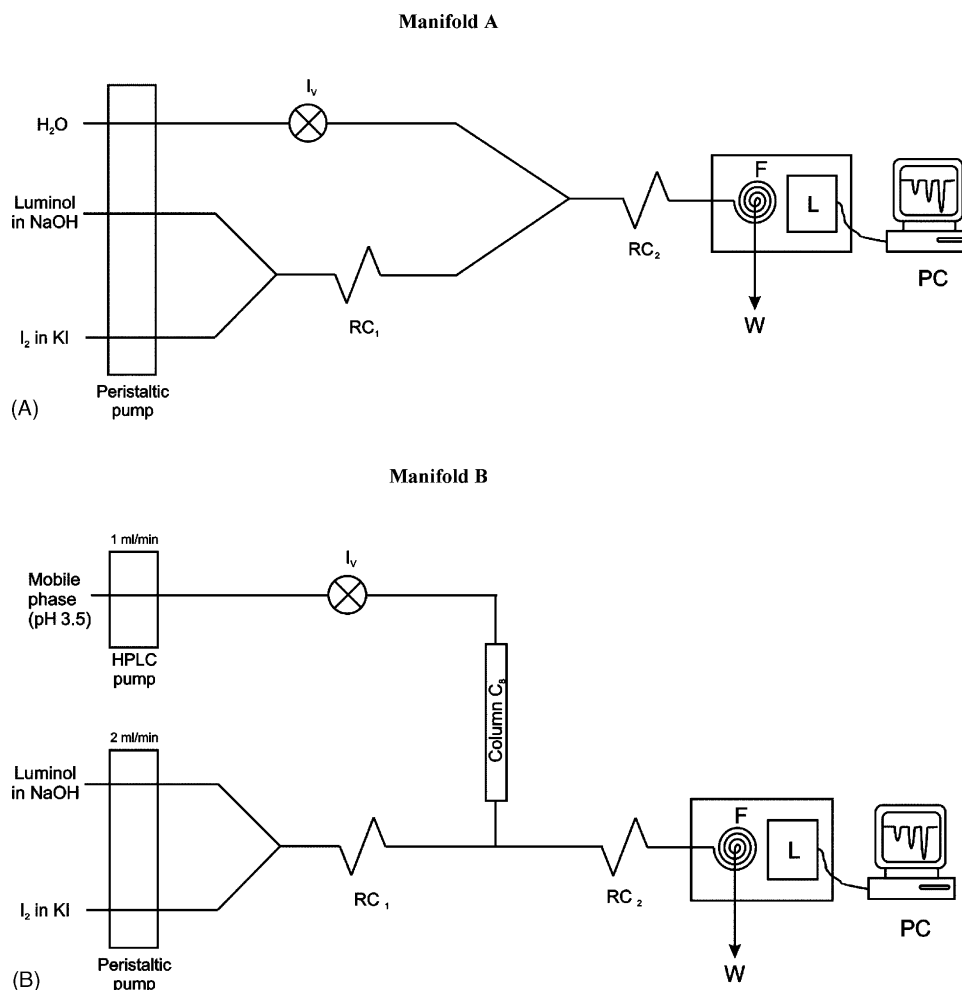 Manifold A
I_v
H₂O
Luminol
in NaOH
I₂ in KI
RC₁
RC₂
F
L
W
PC
Peristaltic
pump
(A)
Manifold B
1 ml/min
I_v
Mobile
phase
(pH 3.5)
HPLC
pump
Column C₈
2 ml/min
Luminol
in NaOH
I₂ in KI
RC ₁
RC ₂
F
L
W
PC
Peristaltic
pump
(B)